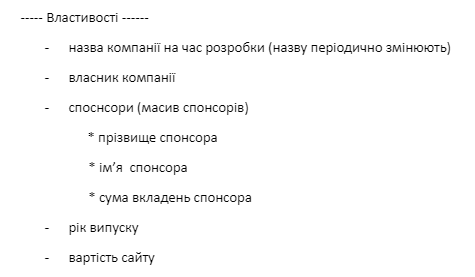 ----- Властивості ------
- назва компанії на час розробки (назву періодично змінюють)
- власник компанії
- споснсори (масив спонсорів)
* прізвище спонсора
* ім’я спонсора
* сума вкладень спонсора
- рік випуску
- вартість сайту